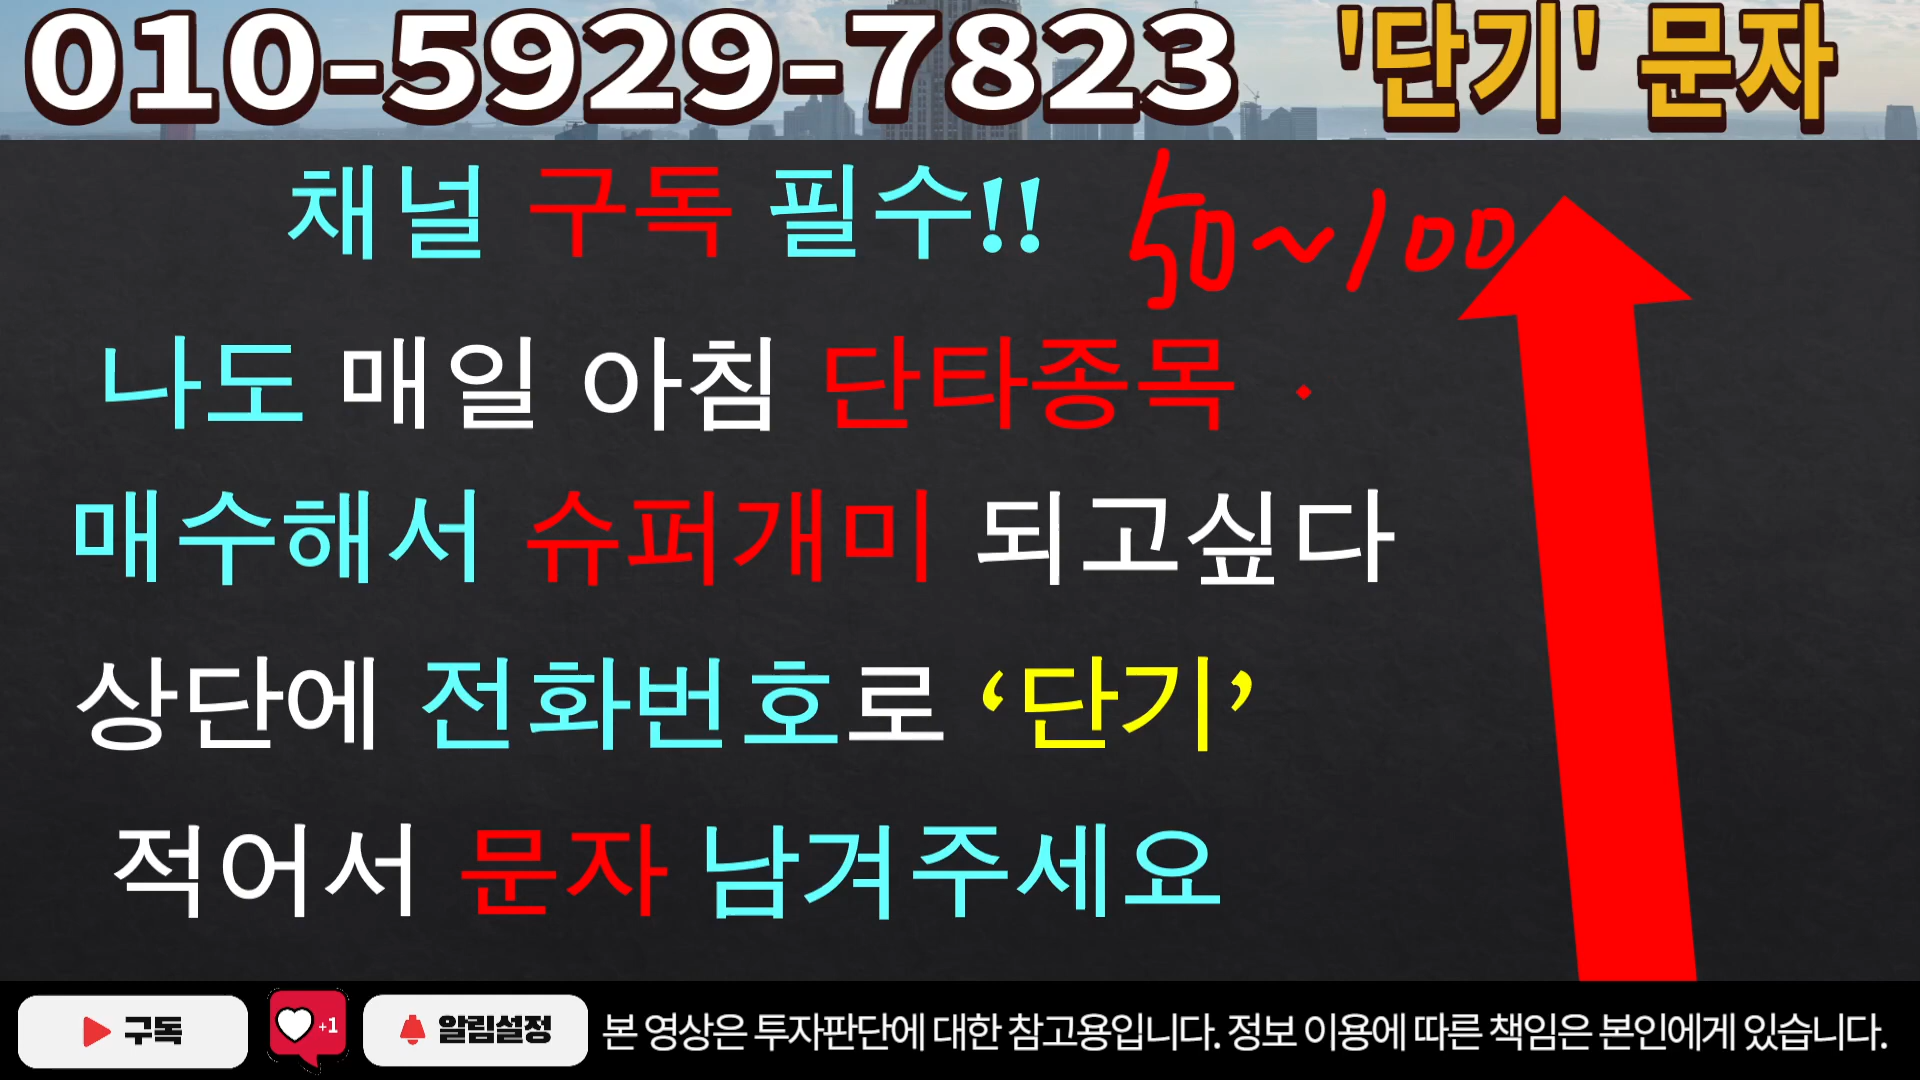 010-5929-7823 '단기' 문자
채널 구독 필수!! 50~100
나도 매일 아침 단타종목 ·
매수해서 슈퍼개미 되고싶다
상단에 전화번호로 ‘단기’
적어서 문자 남겨주세요
구독 +1 알림설정 본 영상은 투자판단에 대한 참고용입니다. 정보 이용에 따른 책임은 본인에게 있습니다.